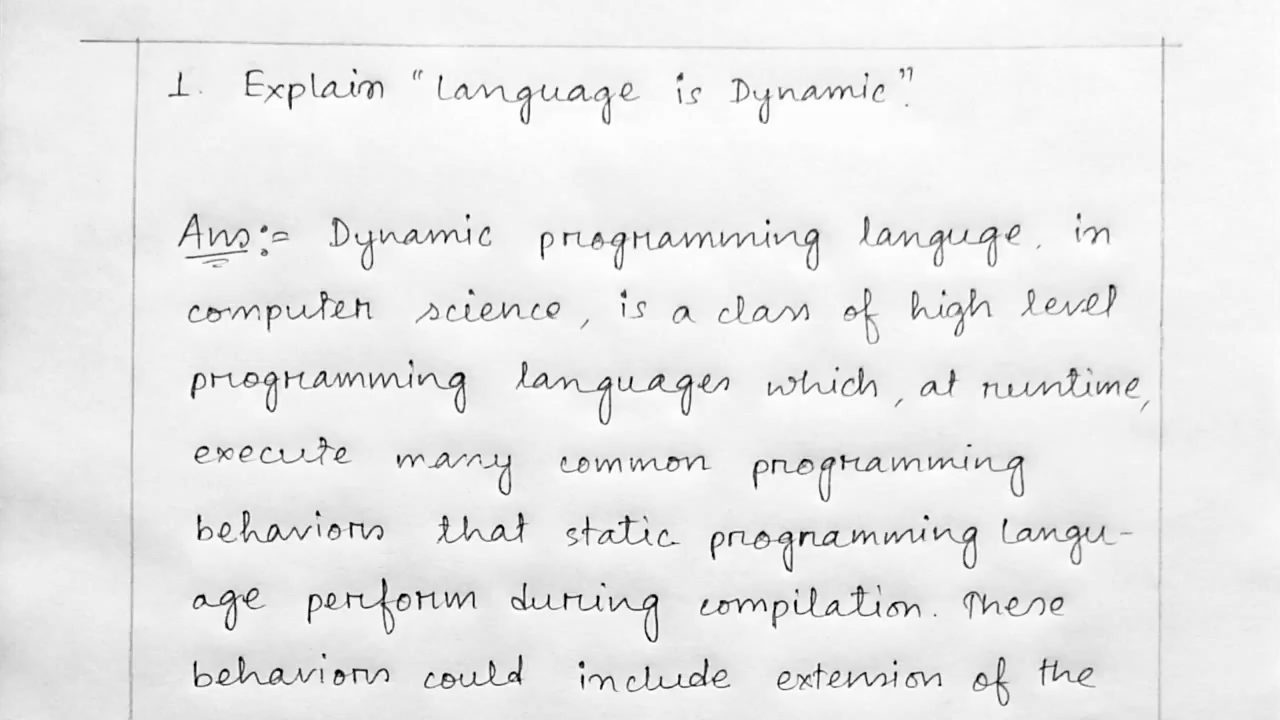 1. Explain "Language is Dynamic".
Ans:= Dynamic programming languge, in
computer science, is a class of high level
programming languages which, at runtime,
execute many common programming
behaviors that static programming langu-
age perform during compilation. These
behaviors could include extension of the